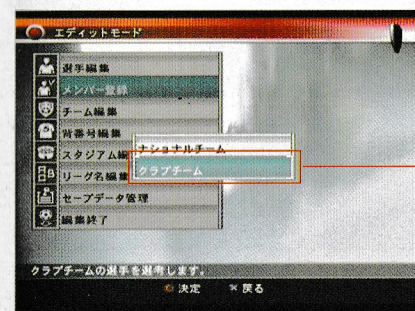 エディットモード
選手編集
メンバー登録
チーム編集
背番号編集
スタジアム編
リーグ名編集
セーブデータ管理
編集終了
ナショナルチーム
クラブチーム
クラブチームの選手を選考します。
決定 × 戻る